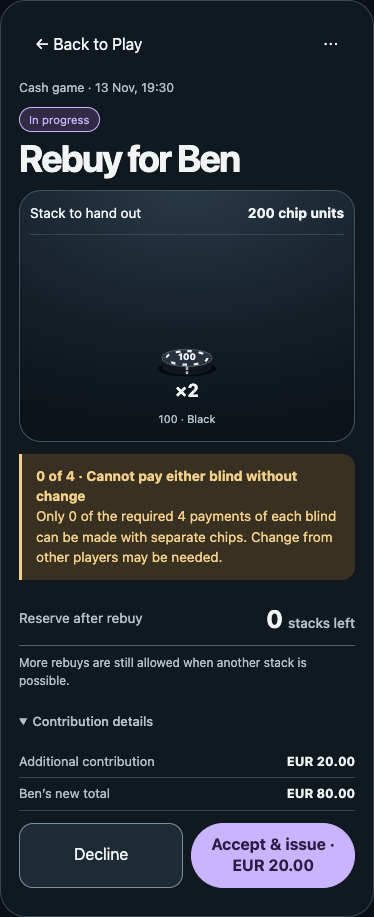 ← Back to Play
...
Cash game · 13 Nov, 19:30
In progress
Rebuy for Ben
Stack to hand out 200 chip units
100
×2
100 · Black
0 of 4 · Cannot pay either blind without
change
Only 0 of the required 4 payments of each blind
can be made with separate chips. Change from
other players may be needed.
Reserve after rebuy 0 stacks left
More rebuys are still allowed when another stack is
possible.
▼ Contribution details
Additional contribution EUR 20.00
Ben’s new total EUR 80.00
Decline
Accept & issue ·
EUR 20.00